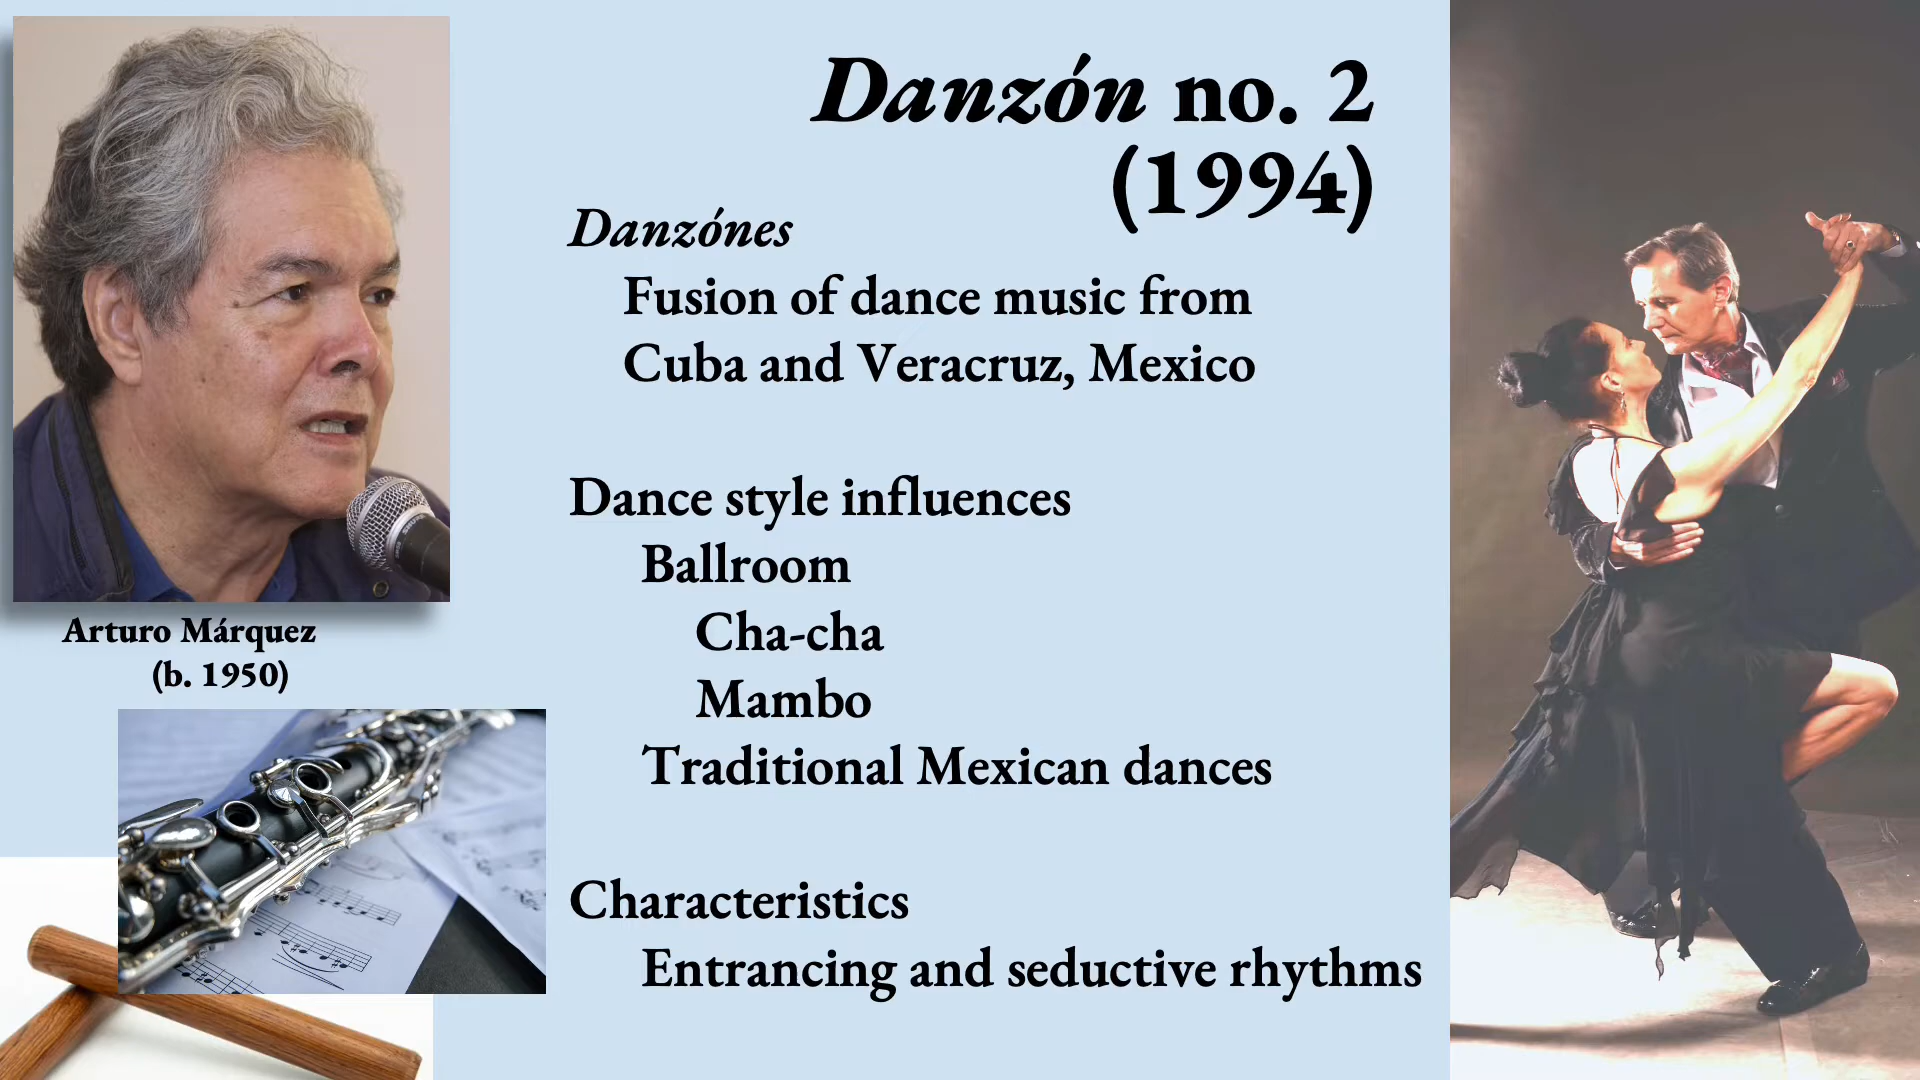 Danzón no. 2
(1994)
Danzónes
Fusion of dance music from
Cuba and Veracruz, Mexico
Dance style influences
Ballroom
Cha-cha
Mambo
Traditional Mexican dances
Characteristics
Entrancing and seductive rhythms
Arturo Márquez
(b. 1950)